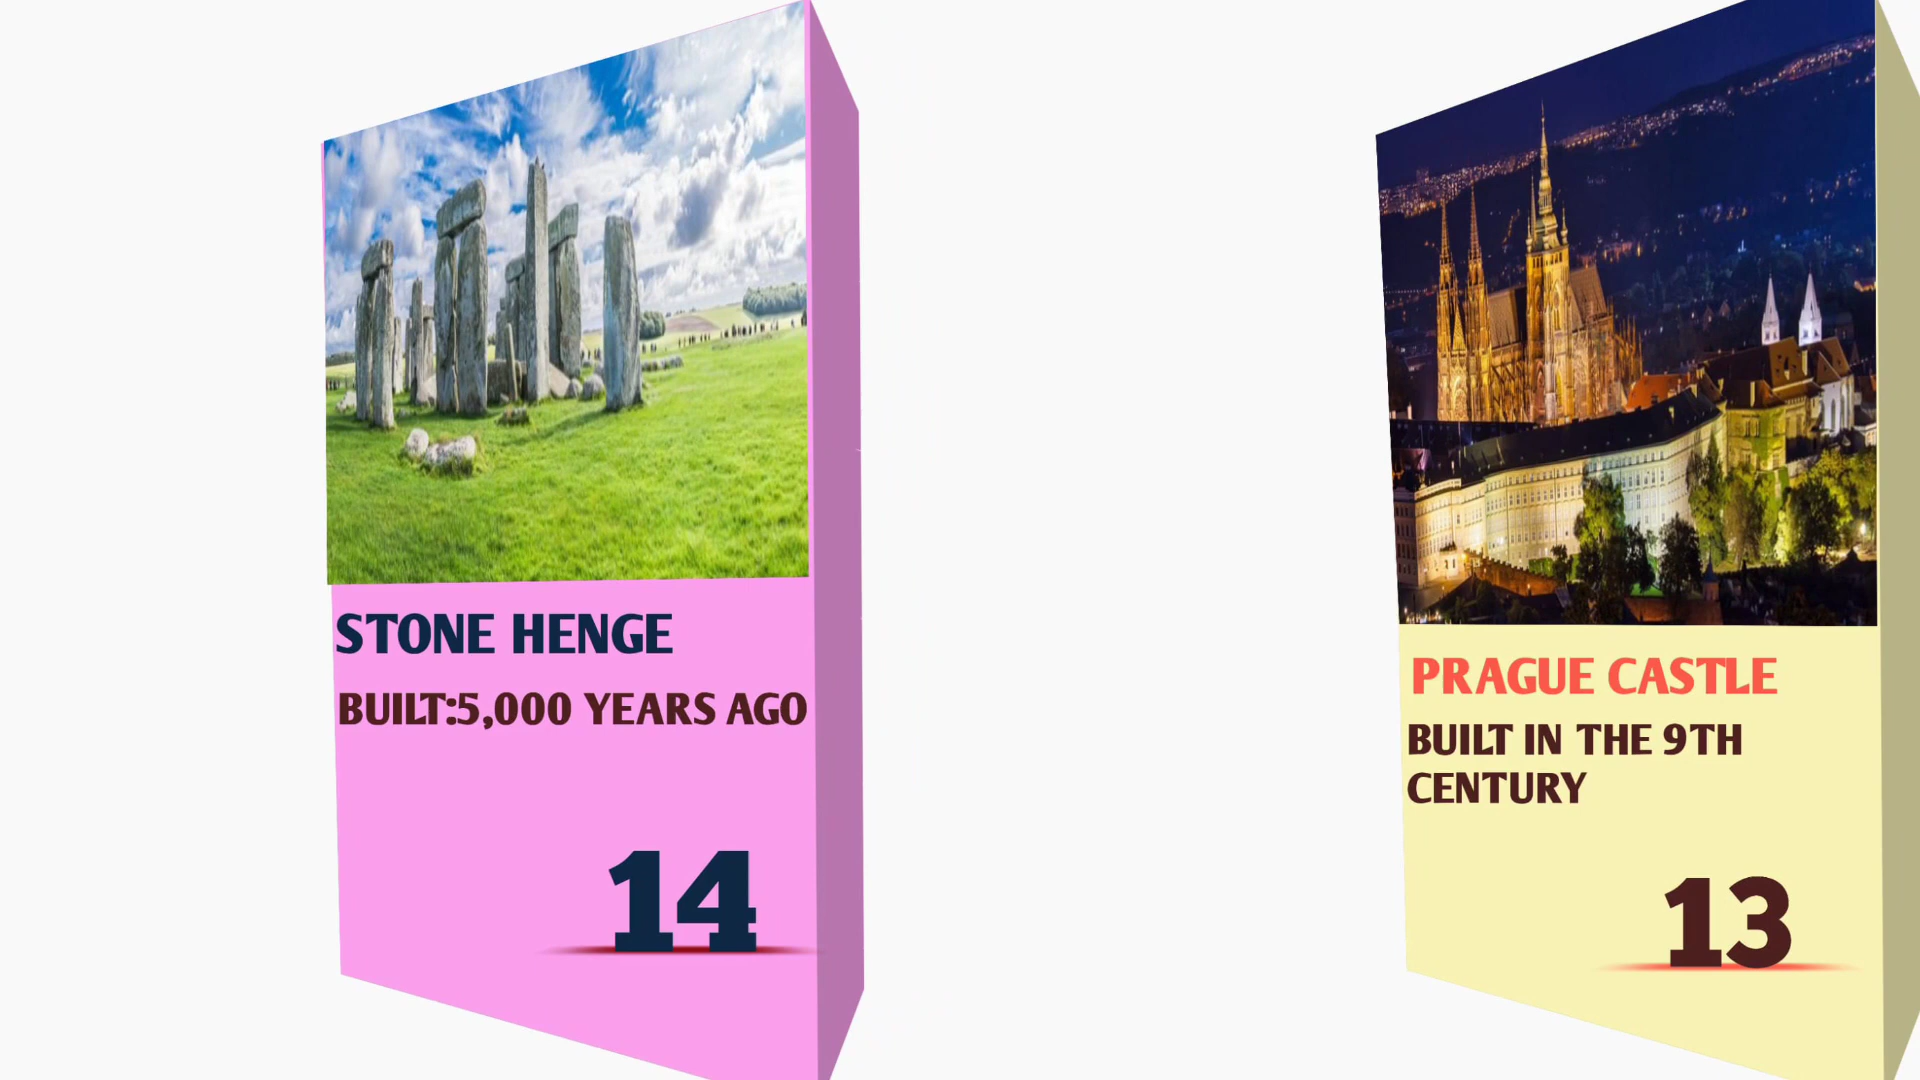 STONE HENGE
BUILT:5,000 YEARS AGO
14
PRAGUE CASTLE
BUILT IN THE 9TH
CENTURY
13